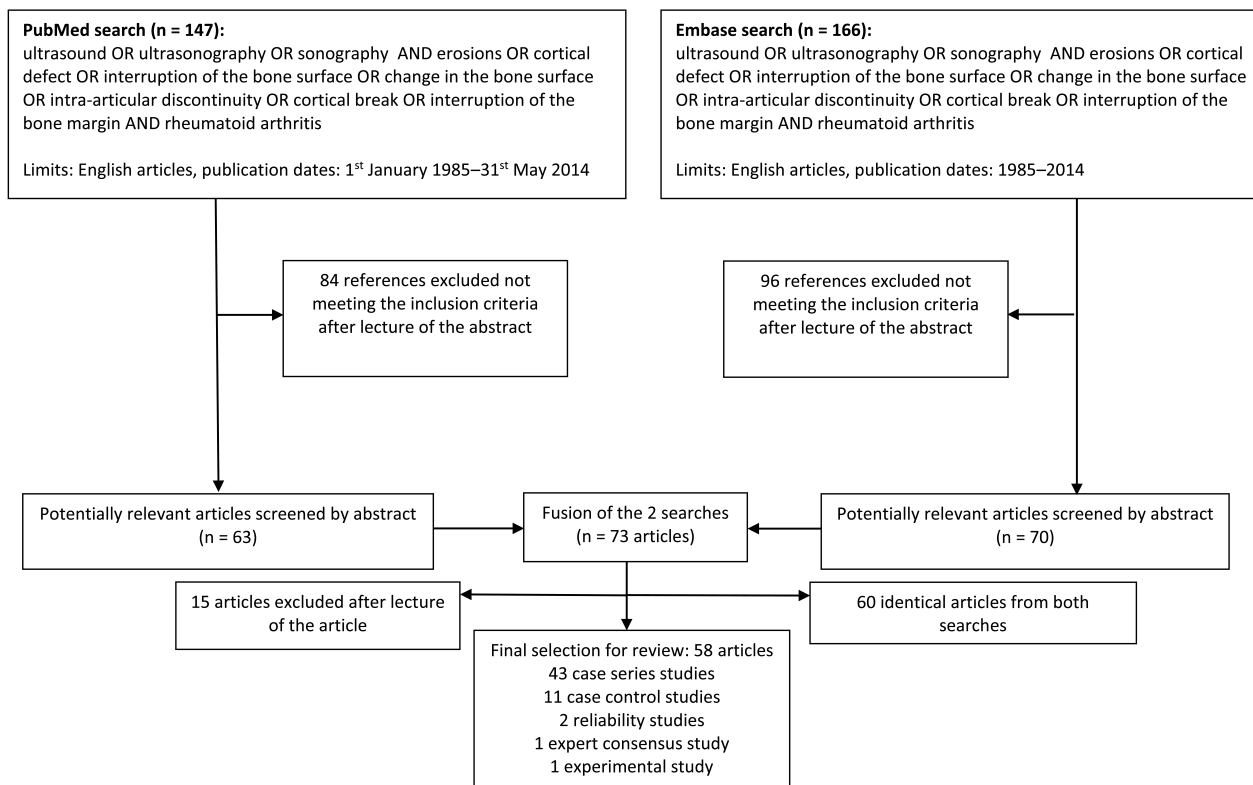 PubMed search (n = 147):
ultrasound OR ultrasonography OR sonography  AND erosions OR cortical
defect OR interruption of the bone surface OR change in the bone surface
OR intra-articular discontinuity OR cortical break OR interruption of the
bone margin AND rheumatoid arthritis
Limits: English articles, publication dates: 1st January 1985–31st May 2014
Embase search (n = 166):
ultrasound OR ultrasonography OR sonography  AND erosions OR cortical
defect OR interruption of the bone surface OR change in the bone surface
OR intra-articular discontinuity OR cortical break OR interruption of the
bone margin AND rheumatoid arthritis
Limits: English articles, publication dates: 1985–2014
84 references excluded not
meeting the inclusion criteria
after lecture of the abstract
96 references excluded not
meeting the inclusion criteria
after lecture of the abstract
Potentially relevant articles screened by abstract
(n = 63)
Fusion of the 2 searches
(n = 73 articles)
Potentially relevant articles screened by abstract
(n = 70)
15 articles excluded after lecture
of the article
60 identical articles from both
searches
Final selection for review: 58 articles
43 case series studies
11 case control studies
2 reliability studies
1 expert consensus study
1 experimental study